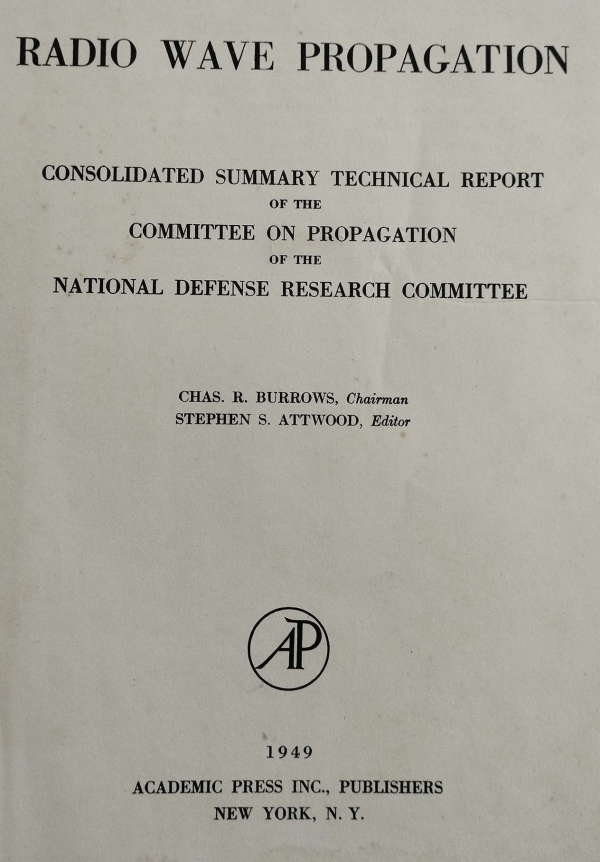 RADIO WAVE PROPAGATION
CONSOLIDATED SUMMARY TECHNICAL REPORT
OF THE
COMMITTEE ON PROPAGATION
OF THE
NATIONAL DEFENSE RESEARCH COMMITTEE
CHAS. R. BURROWS, Chairman
STEPHEN S. ATTWOOD, Editor
AP
1949
ACADEMIC PRESS INC., PUBLISHERS
NEW YORK, N. Y.